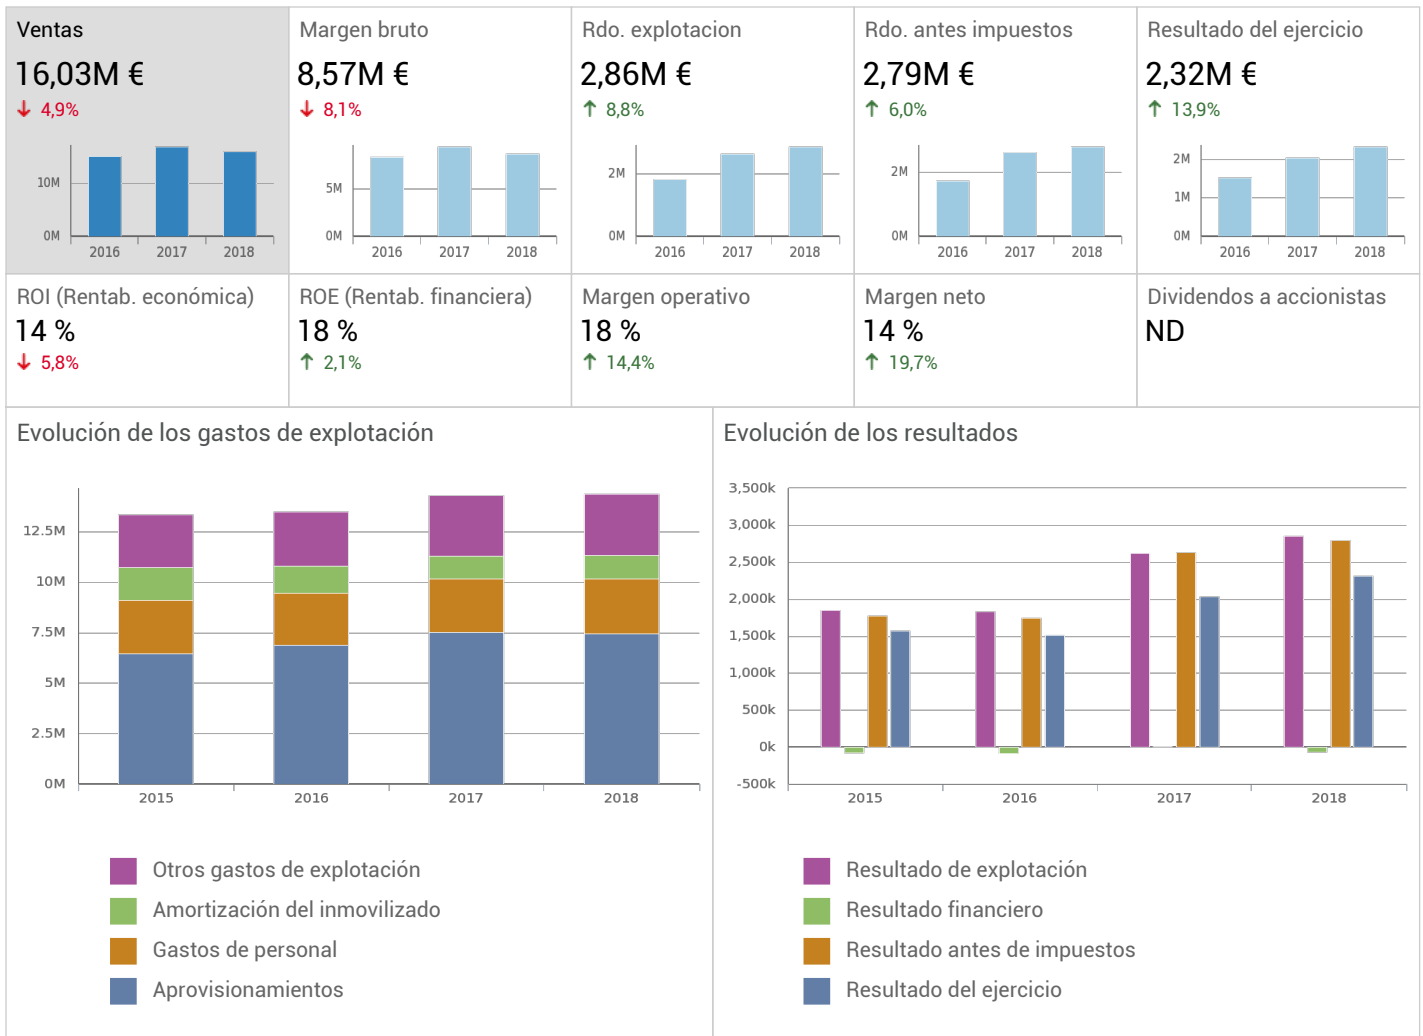 Ventas
16,03M €
↓ 4,9%
10M
0M
2016 2017 2018
Margen bruto
8,57M €
↓ 8,1%
5M
0M
2016 2017 2018
Rdo. explotacion
2,86M €
↑ 8,8%
2M
0M
2016 2017 2018
Rdo. antes impuestos
2,79M €
↑ 6,0%
2M
0M
2016 2017 2018
Resultado del ejercicio
2,32M €
↑ 13,9%
2M
1M
0M
2016 2017 2018
ROI (Rentab. económica)
14 %
↓ 5,8%
ROE (Rentab. financiera)
18 %
↑ 2,1%
Margen operativo
18 %
↑ 14,4%
Margen neto
14 %
↑ 19,7%
Dividendos a accionistas
ND
Evolución de los gastos de explotación
12.5M
10M
7.5M
5M
2.5M
0M
2015 2016 2017 2018
Otros gastos de explotación
Amortización del inmovilizado
Gastos de personal
Aprovisionamientos
Evolución de los resultados
3,500k
3,000k
2,500k
2,000k
1,500k
1,000k
500k
0k
-500k
2015 2016 2017 2018
Resultado de explotación
Resultado financiero
Resultado antes de impuestos
Resultado del ejercicio